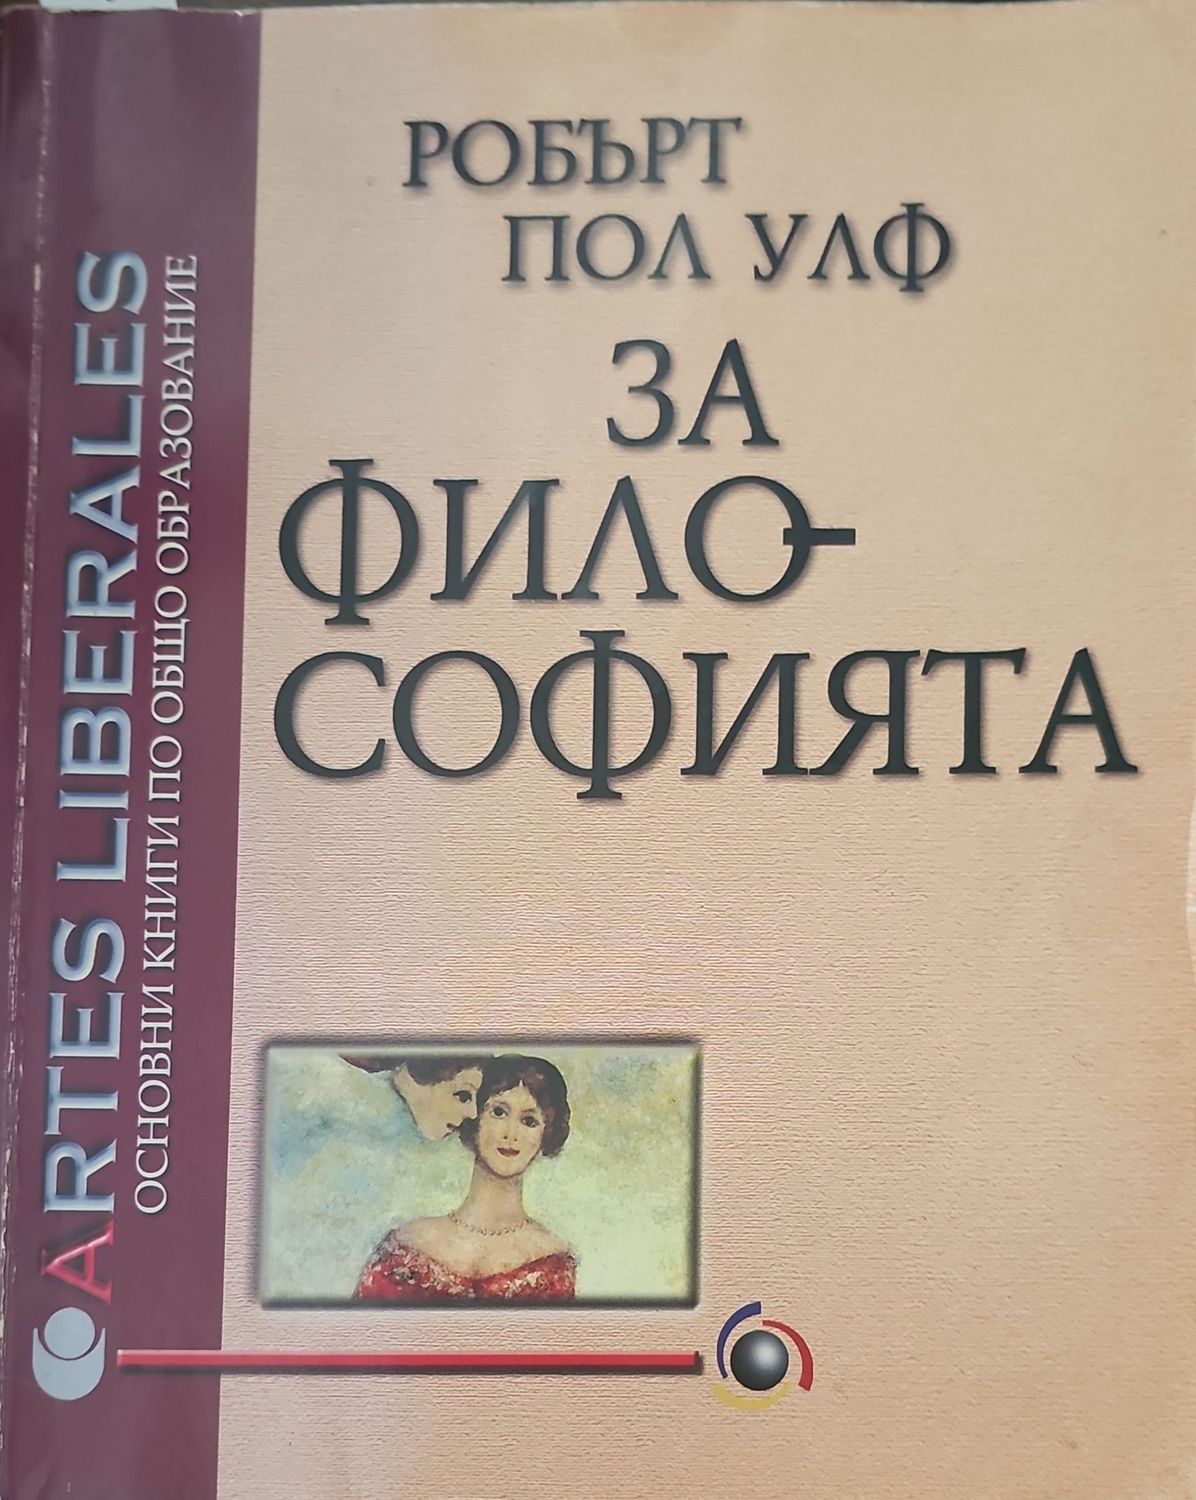 РОБЪРТ
ПОЛ УЛФ
ЗА
ФИЛО-
СОФИЯТА
ARTES LIBERALES
ОСНОВНИ КНИГИ ПО ОБЩО ОБРАЗОВАНИЕ